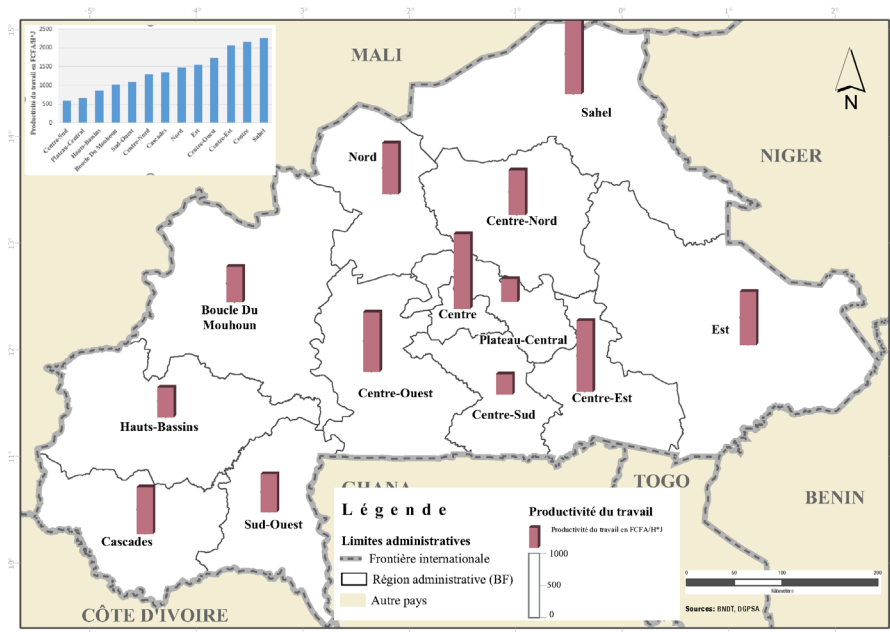 -5°
-4°
-3°
-2°
-1°
0°
1°
2°
15°
14°
13°
12°
11°
10°
Productivité du travail en FCFA/H*J
2500
2000
1500
1000
500
0
Centre-Sud
Plateau-Central
Hauts-Bassins
Boucle Du Mouhoun
Sud-Ouest
Centre-Nord
Cascades
Nord
Est
Centre-Ouest
Centre-Est
Centre
Sahel
MALI
N
Sahel
NIGER
Nord
Centre-Nord
Boucle Du
Mouhoun
Centre
Plateau-Central
Est
Centre-Ouest
Centre-Sud
Centre-Est
Hauts-Bassins
Cascades
Sud-Ouest
GHANA
TOGO
BENIN
CÔTE D'IVOIRE
Légende
Limites administratives
Frontière internationale
Région administrative (BF)
Autre pays
Productivité du travail
Productivité du travail en FCFA/H*J
1000
500
0
0 50 100 200
Kilomètres
Sources: BNDT, DGPSA